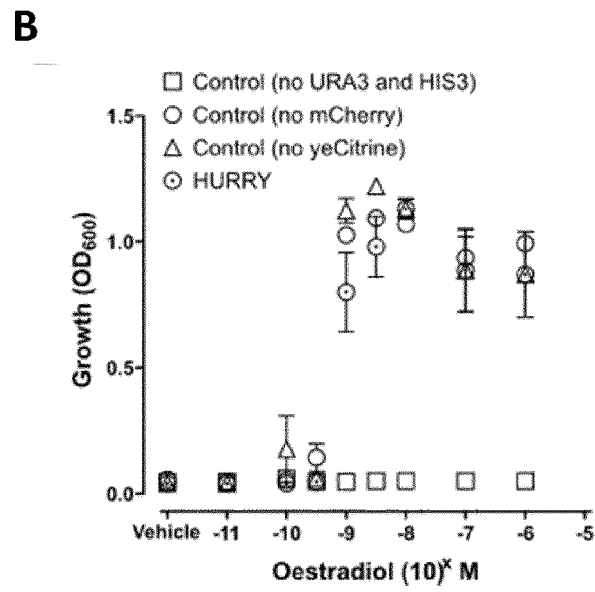 B
Control (no URA3 and HIS3)
Control (no mCherry)
Control (no yeCitrine)
HURRY
1.5
1.0
0.5
0.0
Growth (OD600)
Vehicle -11 -10 -9 -8 -7 -6 -5
Oestradiol (10)x M